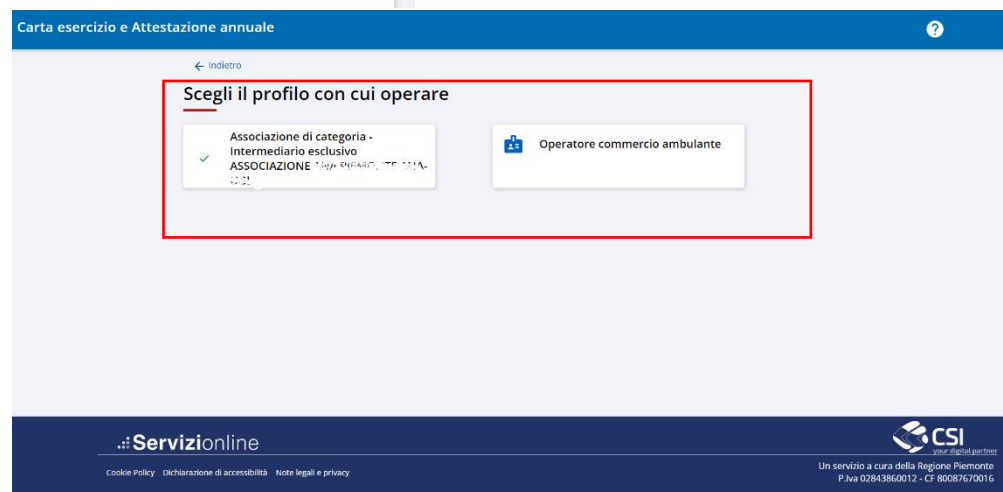 Carta esercizio e Attestazione annuale
?
← Indietro
Scegli il profilo con cui operare
Associazione di categoria -
Intermediario esclusivo
ASSOCIAZIONE
Operatore commercio ambulante
.:Servizionline
CSI
your digital partner
Cookie Policy Dichiarazione di accessibilità Note legali e privacy
Un servizio a cura della Regione Piemonte
P.Iva 02843860012 - CF 80087670016